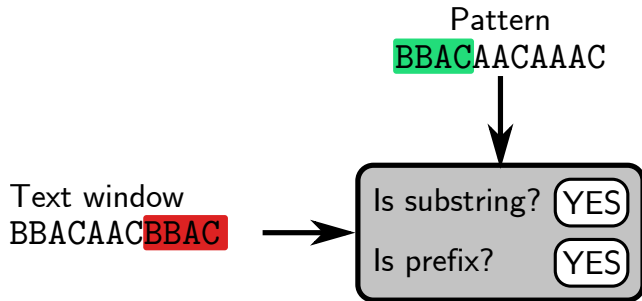 Pattern
BBACAACAAAC
Text window
BBACAACBBAC
Is substring? YES
Is prefix? YES